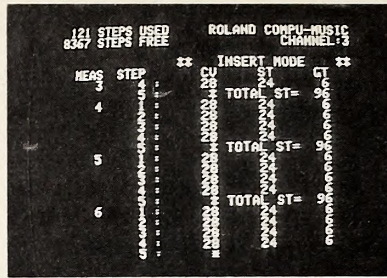 121 STEPS USED ROLAND COMPU-MUSIC
8367 STEPS FREE CHANNEL:3
** INSERT MODE **
MEAS STEP CV ST GT
3 4 : 28 24 6
5 : * TOTAL ST= 96
4 1 : 28 24 6
2 : 28 24 6
3 : 28 24 6
4 : 28 24 6
5 : * TOTAL ST= 96
5 1 : 28 24 6
2 : 28 24 6
3 : 28 24 6
4 : 28 24 6
5 : * TOTAL ST= 96
6 1 : 28 24 6
2 : 28 24 6
3 : 28 24 6
4 : 28 24 6
5 : *